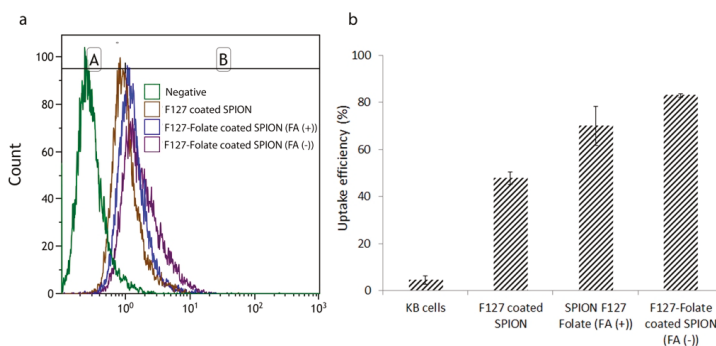 a
A
B
Negative
F127 coated SPION
F127-Folate coated SPION (FA (+))
F127-Folate coated SPION (FA (-))
Count
100
80
60
40
20
0
10⁰
10¹
10²
10³
b
Uptake efficiency (%)
100
80
60
40
20
0
KB cells
F127 coated
SPION
SPION F127
Folate (FA (+))
F127-Folate
coated SPION
(FA (-))